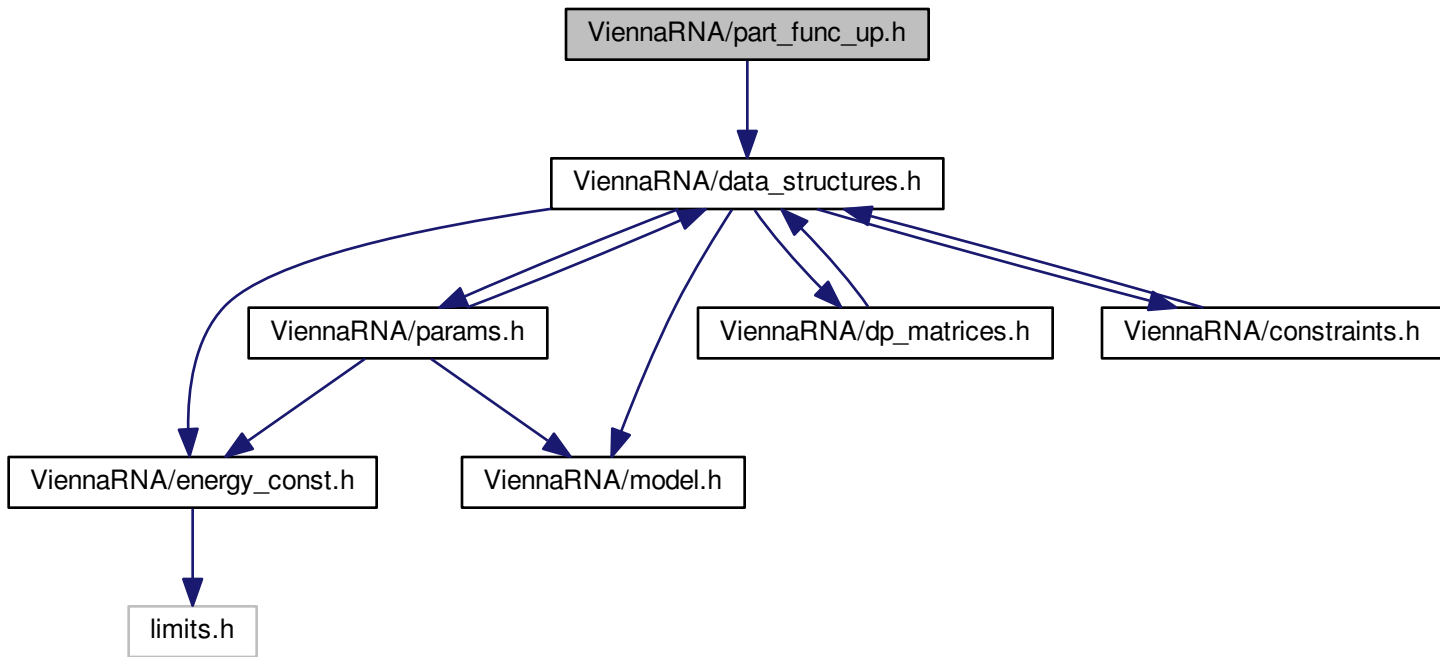 ViennaRNA/part_func_up.h
ViennaRNA/data_structures.h
ViennaRNA/params.h
ViennaRNA/dp_matrices.h
ViennaRNA/constraints.h
ViennaRNA/energy_const.h
ViennaRNA/model.h
limits.h